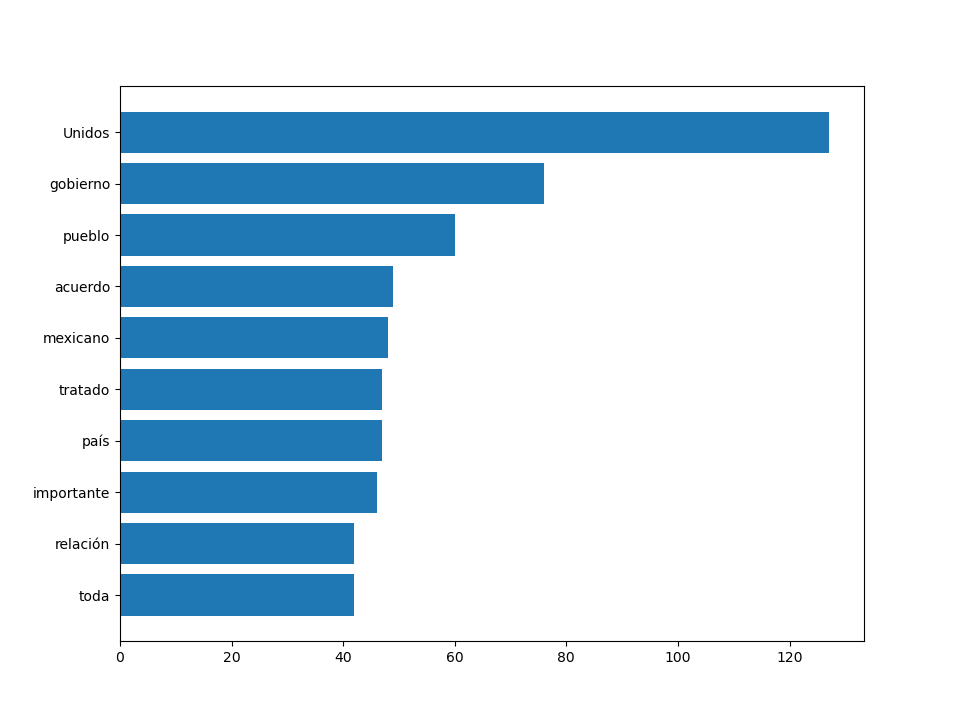 Unidos
gobierno
pueblo
acuerdo
mexicano
tratado
país
importante
relación
toda
0 20 40 60 80 100 120